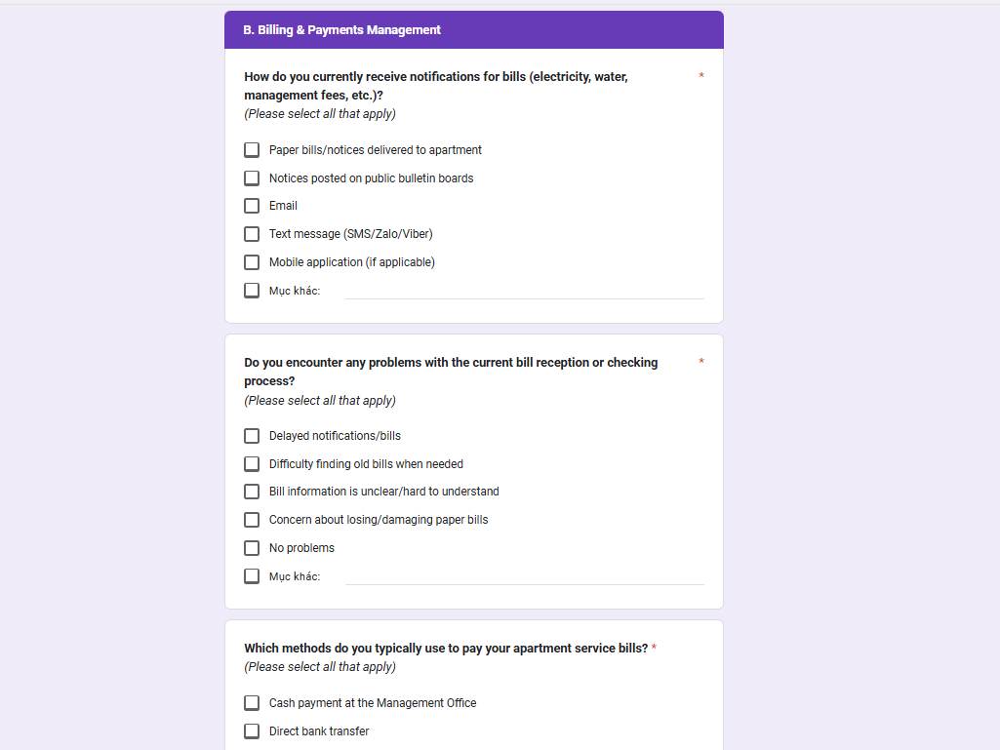 B. Billing & Payments Management
How do you currently receive notifications for bills (electricity, water, *
management fees, etc.)?
(Please select all that apply)
Paper bills/notices delivered to apartment
Notices posted on public bulletin boards
Email
Text message (SMS/Zalo/Viber)
Mobile application (if applicable)
Mục khác:
Do you encounter any problems with the current bill reception or checking *
process?
(Please select all that apply)
Delayed notifications/bills
Difficulty finding old bills when needed
Bill information is unclear/hard to understand
Concern about losing/damaging paper bills
No problems
Mục khác:
Which methods do you typically use to pay your apartment service bills? *
(Please select all that apply)
Cash payment at the Management Office
Direct bank transfer